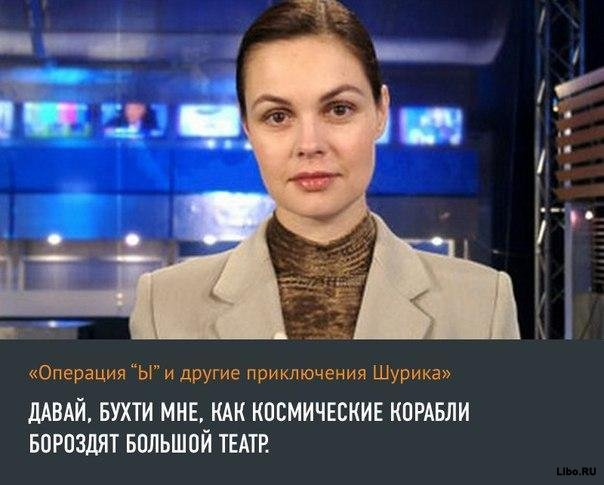 «Операция “Ы” и другие приключения Шурика»
ДАВАЙ, БУХТИ МНЕ, КАК КОСМИЧЕСКИЕ КОРАБЛИ
БОРОЗДЯТ БОЛЬШОЙ ТЕАТР.
Libo.RU